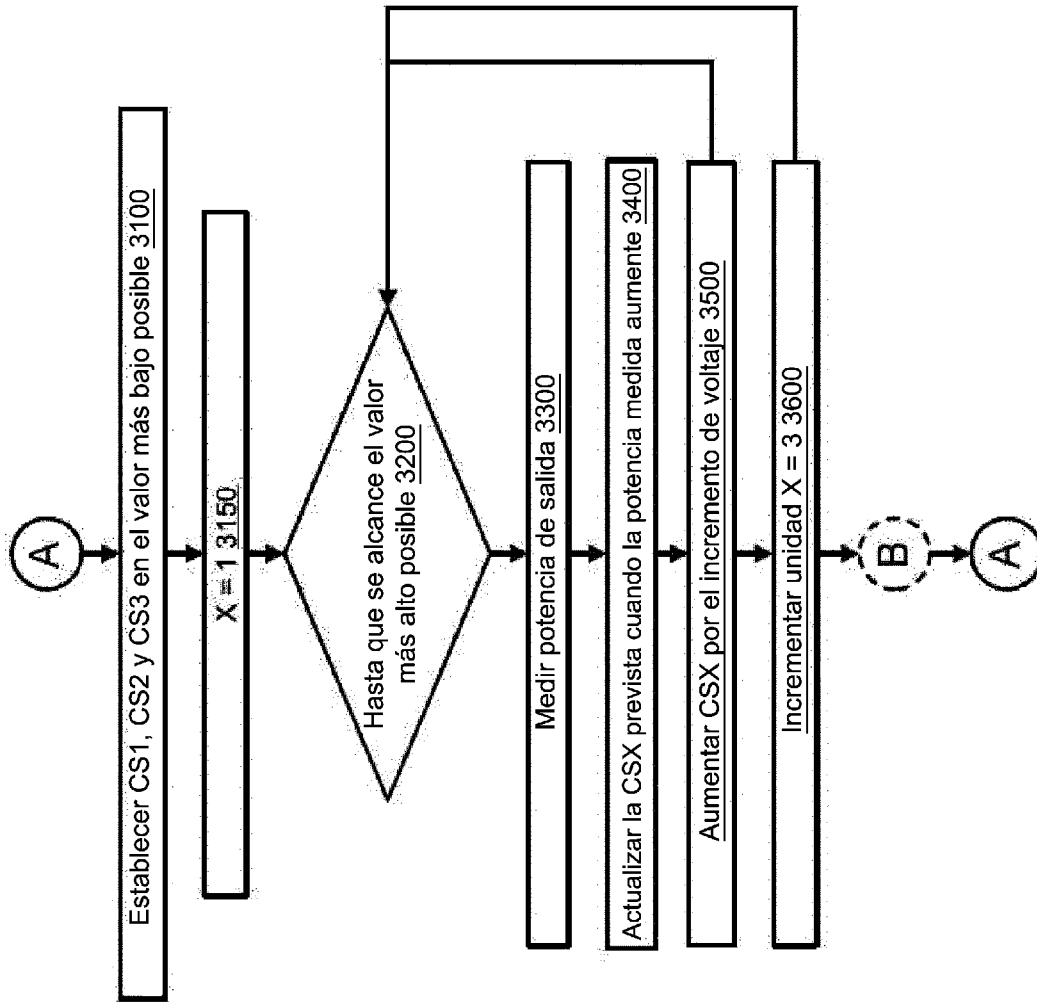 A
Establecer CS1, CS2 y CS3 en el valor más bajo posible 3100
X = 1 3150
Hasta que se alcance el valor
más alto posible 3200
Medir potencia de salida 3300
Actualizar la CSX prevista cuando la potencia medida aumente 3400
Aumentar CSX por el incremento de voltaje 3500
Incrementar unidad X = 3 3600
B
A